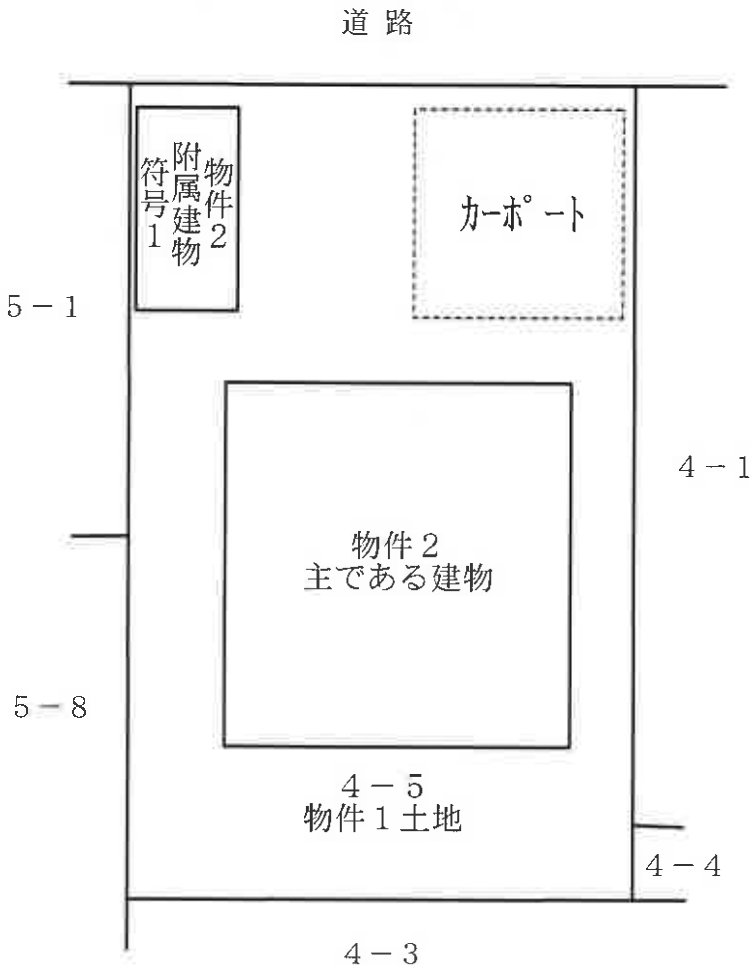 道 路
物件2
附属建物
符号1
カーポート
5-1
4-1
物件2
主である建物
5-8
4-5
物件1土地
4-4
4-3